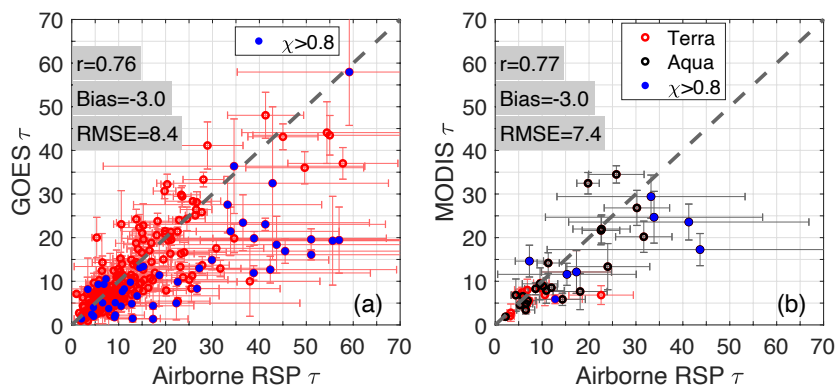 70
60
50
40
30
20
10
0
GOES τ
r=0.76
Bias=-3.0
RMSE=8.4
χ>0.8
(a)
0 10 20 30 40 50 60 70
Airborne RSP τ
70
60
50
40
30
20
10
0
MODIS τ
r=0.77
Bias=-3.0
RMSE=7.4
Terra
Aqua
χ>0.8
(b)
0 10 20 30 40 50 60 70
Airborne RSP τ